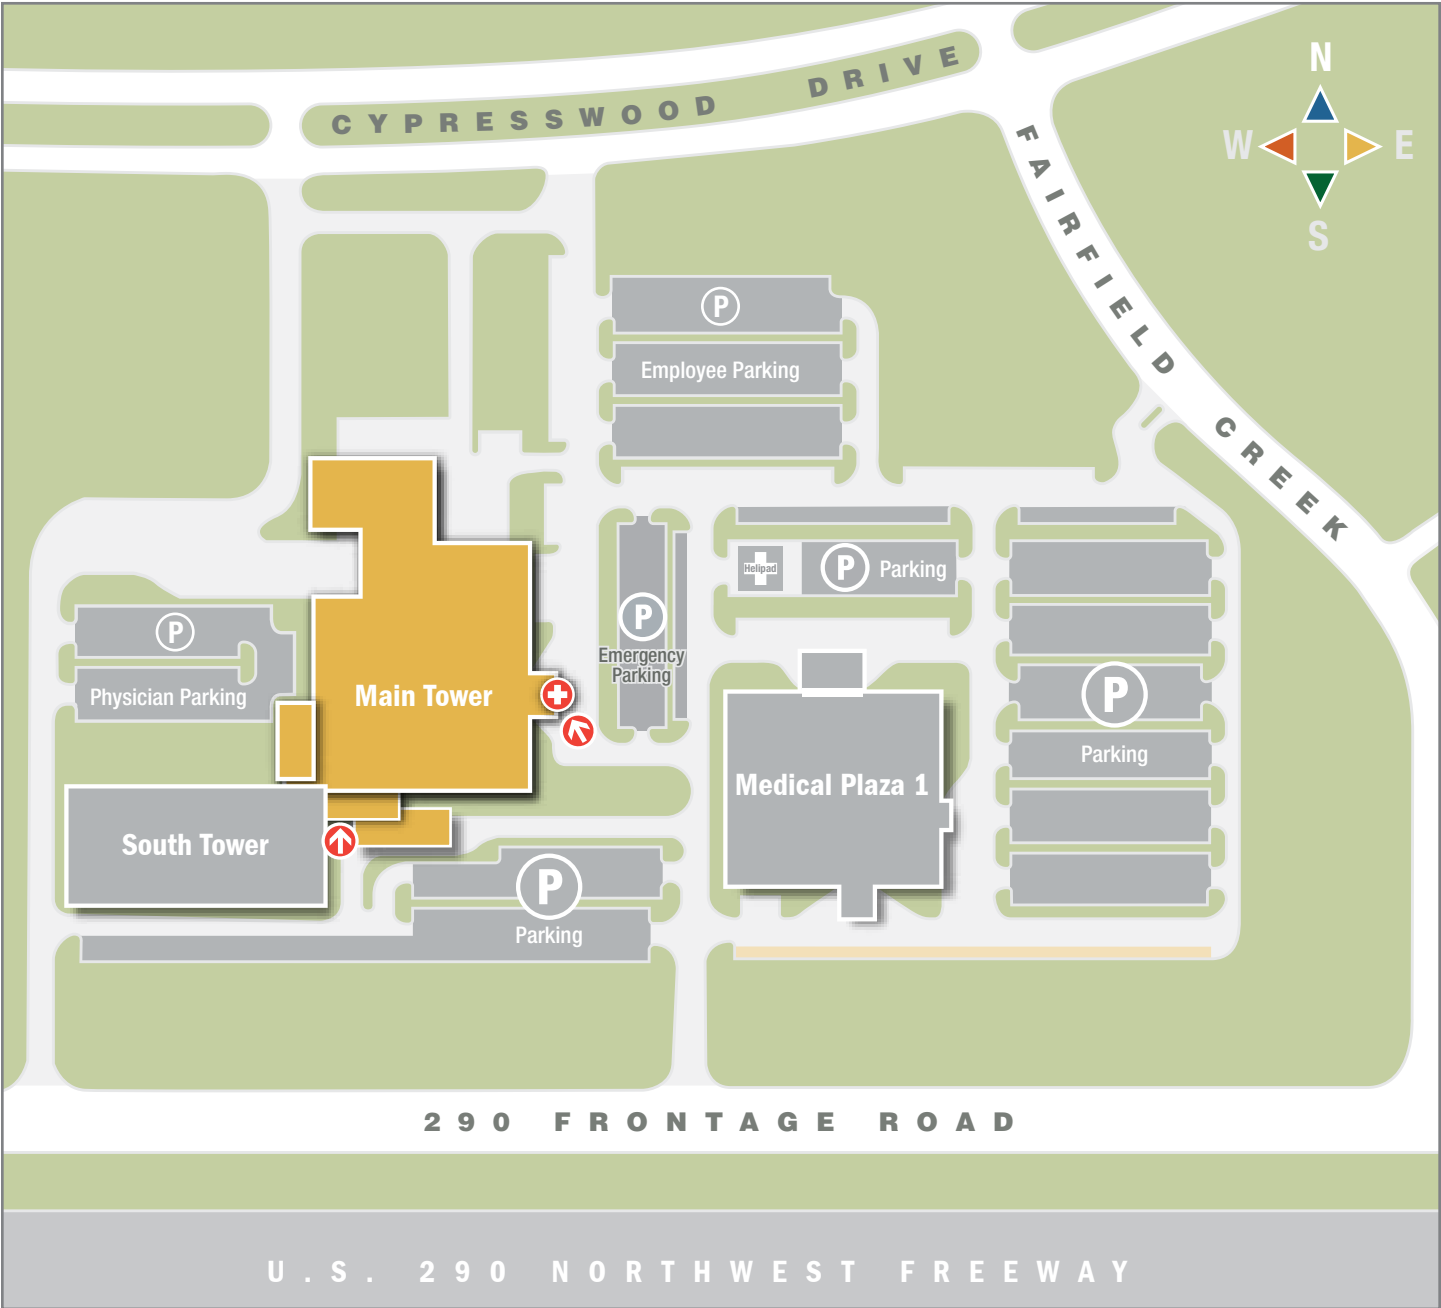 CYPRESSWOOD DRIVE
N
W E
S
FAIRFIELD CREEK
P
Employee Parking
Helipad
P Parking
P
Emergency
Parking
P
Physician Parking
Main Tower
P
Parking
Medical Plaza 1
South Tower
P
Parking
290 FRONTAGE ROAD
U.S. 290 NORTHWEST FREEWAY